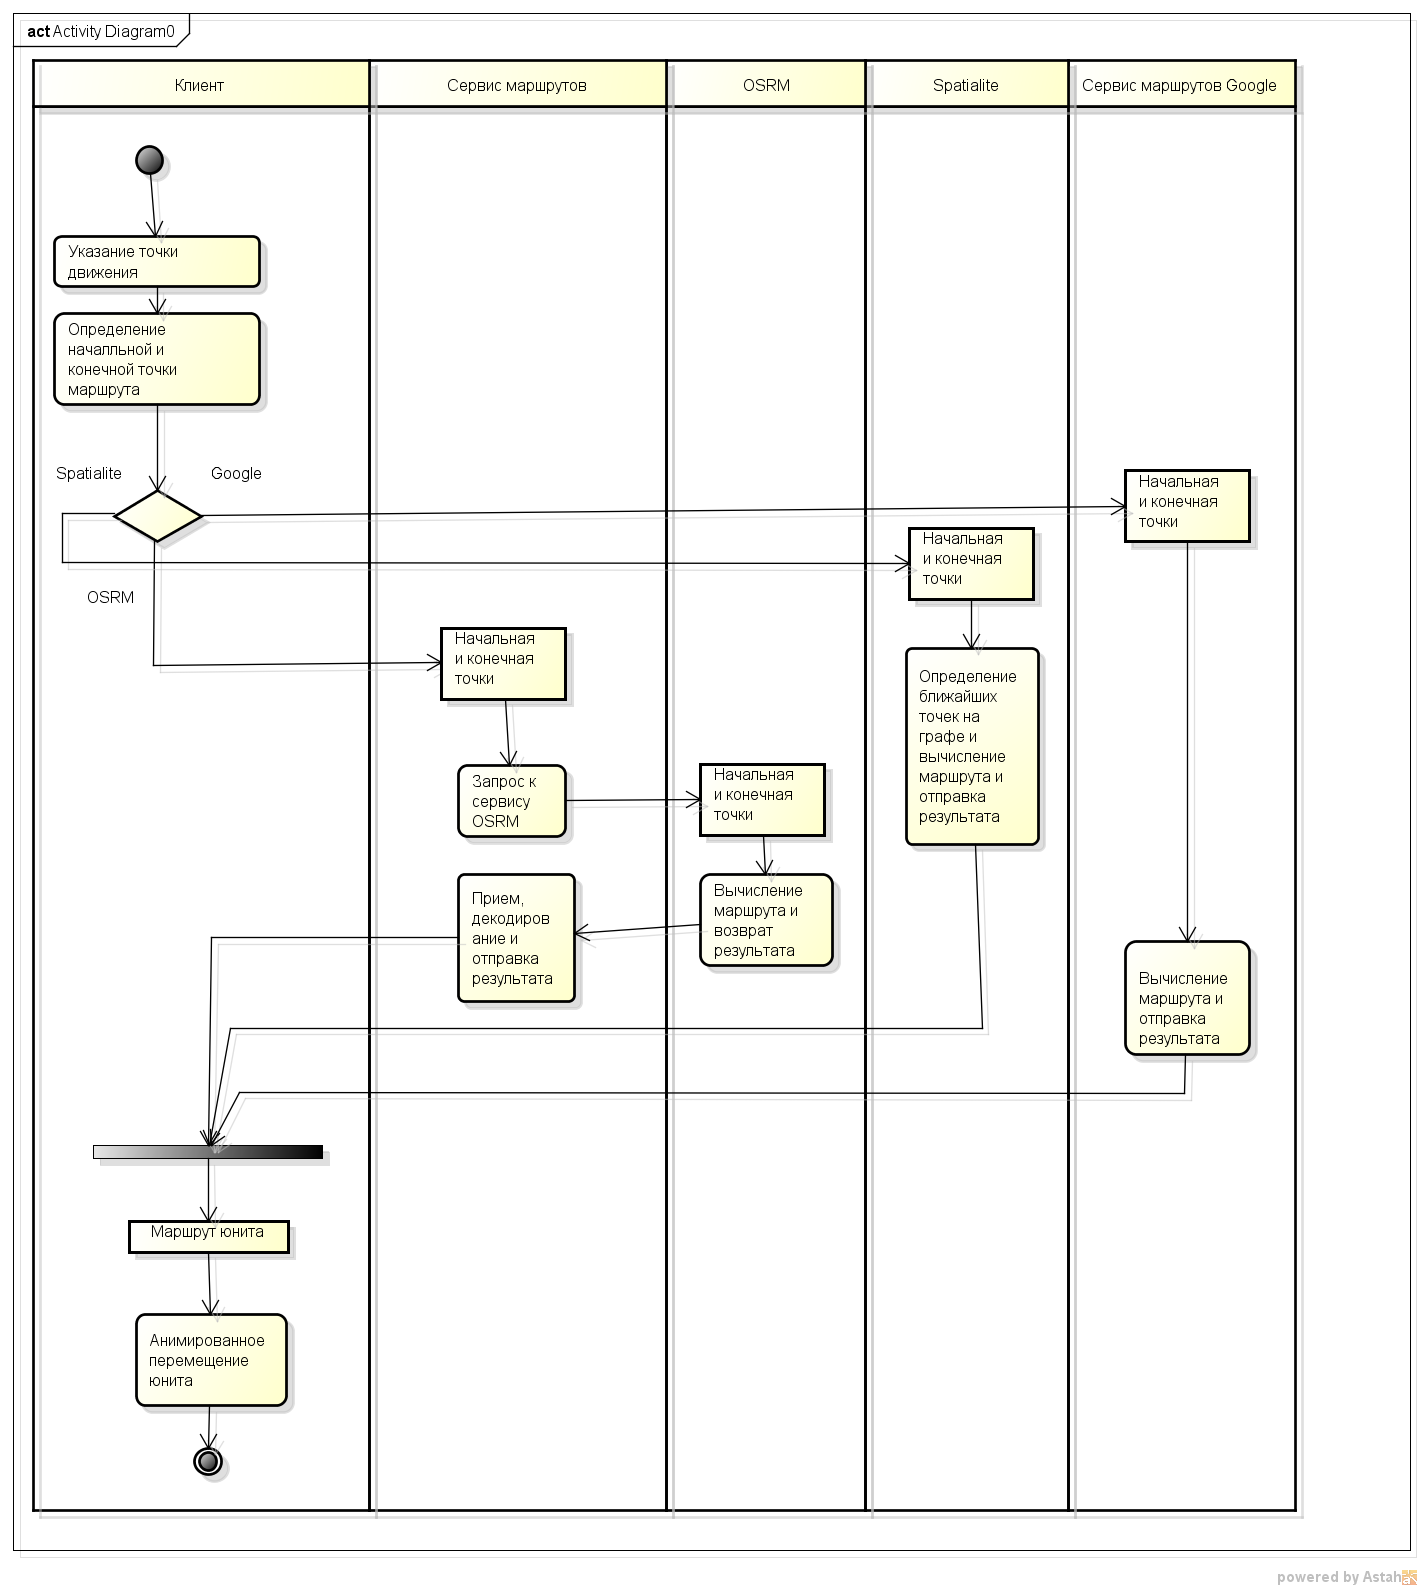 act Activity Diagram0
Клиент
Сервис маршрутов
OSRM
Spatialite
Сервис маршрутов Google
Указание точки
движения
Определение
началльной и
конечной точки
маршрута
Spatialite
Google
OSRM
Начальная
и конечная
точки
Начальная
и конечная
точки
Начальная
и конечная
точки
Определение
ближайших
точек на
графе и
вычисление
маршрута и
отправка
результата
Запрос к
сервису
OSRM
Начальная
и конечная
точки
Прием,
декодиров
ание и
отправка
результата
Вычисление
маршрута и
возврат
результата
Вычисление
маршрута и
отправка
результата
Маршрут юнита
Анимированное
перемещение
юнита
powered by Astah